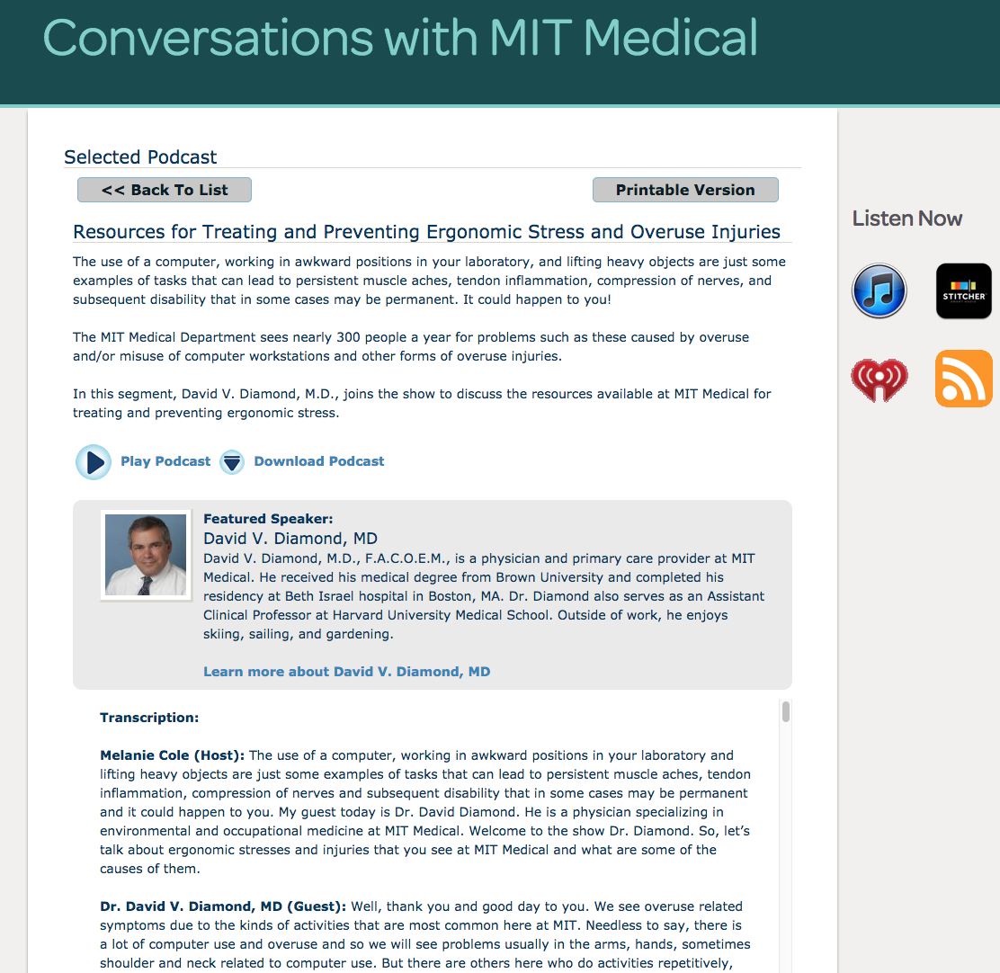 Conversations with MIT Medical
Selected Podcast
<< Back To List
Printable Version
Listen Now
STITCHER
Resources for Treating and Preventing Ergonomic Stress and Overuse Injuries
The use of a computer, working in awkward positions in your laboratory, and lifting heavy objects are just some
examples of tasks that can lead to persistent muscle aches, tendon inflammation, compression of nerves, and
subsequent disability that in some cases may be permanent. It could happen to you!
The MIT Medical Department sees nearly 300 people a year for problems such as these caused by overuse
and/or misuse of computer workstations and other forms of overuse injuries.
In this segment, David V. Diamond, M.D., joins the show to discuss the resources available at MIT Medical for
treating and preventing ergonomic stress.
Play Podcast
Download Podcast
Featured Speaker:
David V. Diamond, MD
David V. Diamond, M.D., F.A.C.O.E.M., is a physician and primary care provider at MIT
Medical. He received his medical degree from Brown University and completed his
residency at Beth Israel hospital in Boston, MA. Dr. Diamond also serves as an Assistant
Clinical Professor at Harvard University Medical School. Outside of work, he enjoys
skiing, sailing, and gardening.
Learn more about David V. Diamond, MD
Transcription:
Melanie Cole (Host): The use of a computer, working in awkward positions in your laboratory and
lifting heavy objects are just some examples of tasks that can lead to persistent muscle aches, tendon
inflammation, compression of nerves and subsequent disability that in some cases may be permanent
and it could happen to you. My guest today is Dr. David Diamond. He is a physician specializing in
environmental and occupational medicine at MIT Medical. Welcome to the show Dr. Diamond. So, let’s
talk about ergonomic stresses and injuries that you see at MIT Medical and what are some of the
causes of them.
Dr. David V. Diamond, MD (Guest): Well, thank you and good day to you. We see overuse related
symptoms due to the kinds of activities that are most common here at MIT. Needless to say, there is
a lot of computer use and overuse and so we will see problems usually in the arms, hands, sometimes
shoulder and neck related to computer use. But there are others here who do activities repetitively,